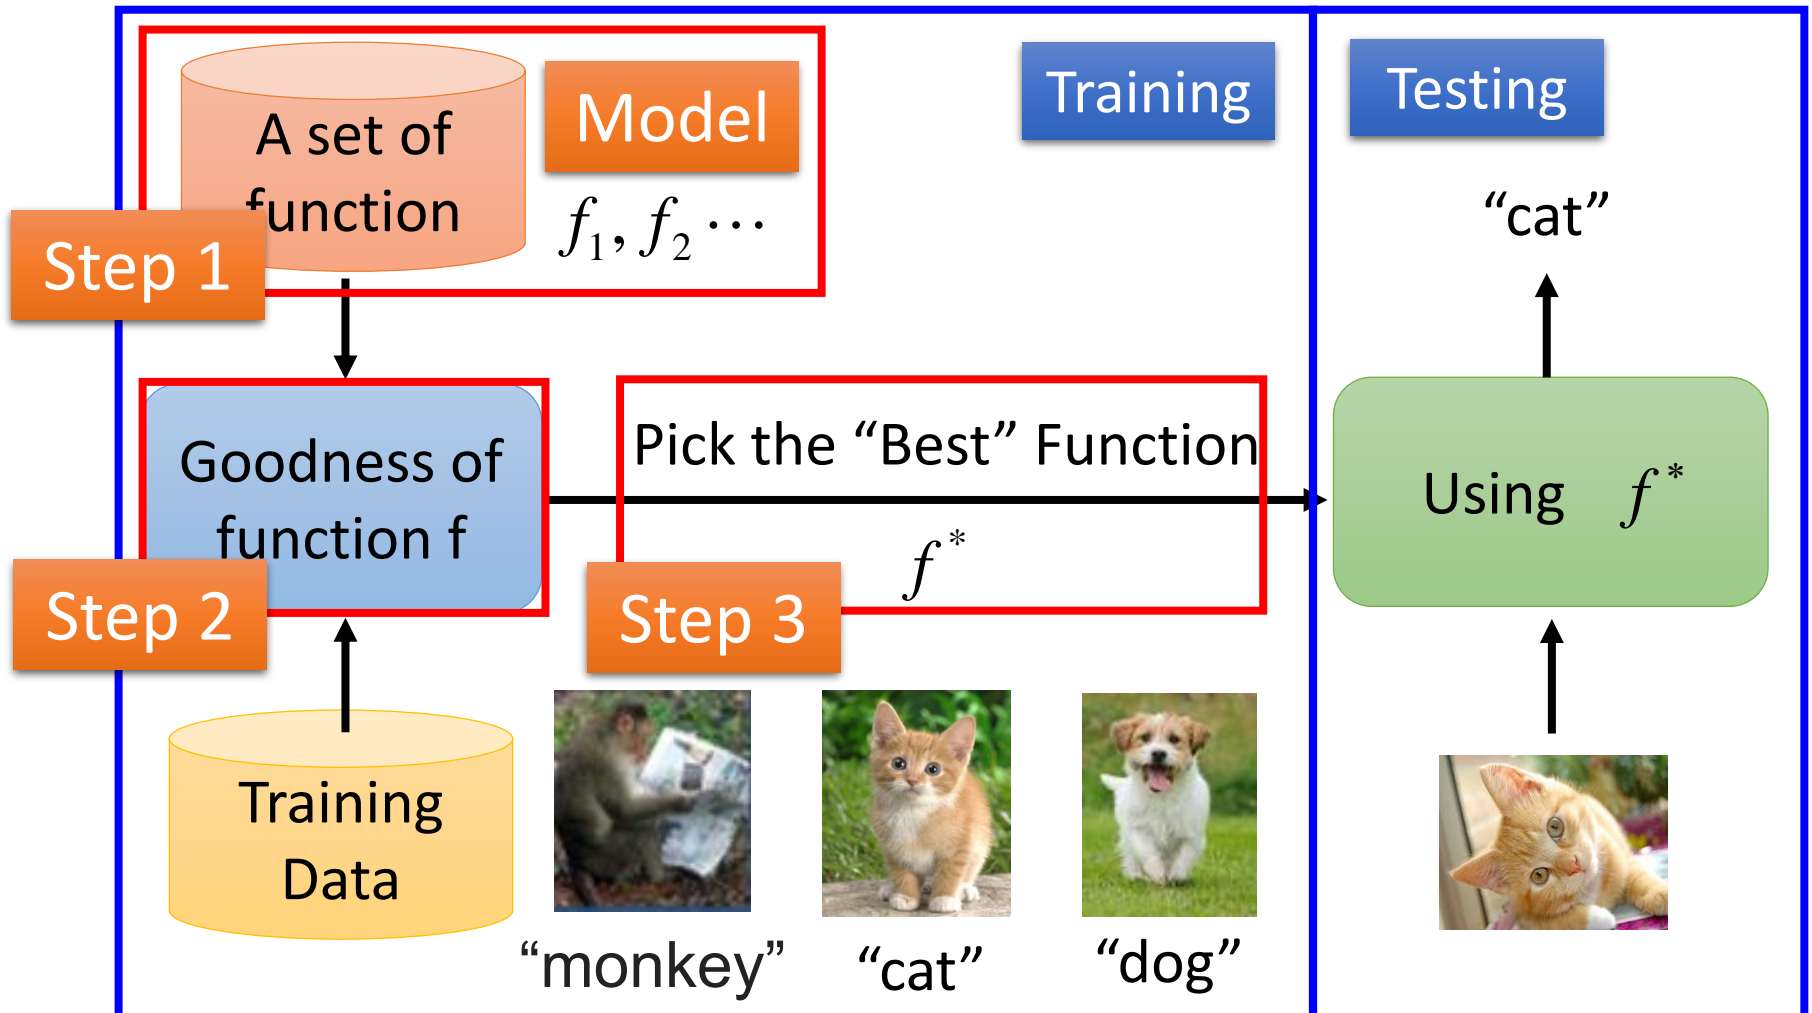 A set of
function
Model
f₁, f₂ ⋯
Step 1
Training
Goodness of
function f
Step 2
Pick the “Best” Function
f*
Step 3
Training
Data
“monkey”
“cat”
“dog”
Testing
“cat”
Using f*